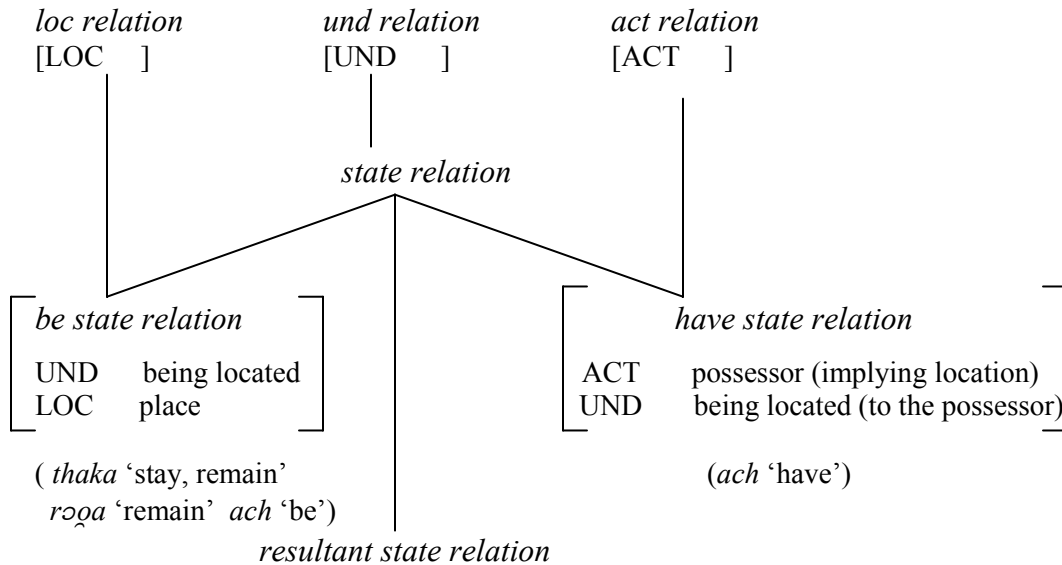 loc relation und relation act relation
[LOC ] [UND ] [ACT ]
state relation
be state relation have state relation
UND being located ACT possessor (implying location)
LOC place UND being located (to the possessor)
( thaka ‘stay, remain’ (ach ‘have’)
rɔo̯a ‘remain’ ach ‘be’)
resultant state relation